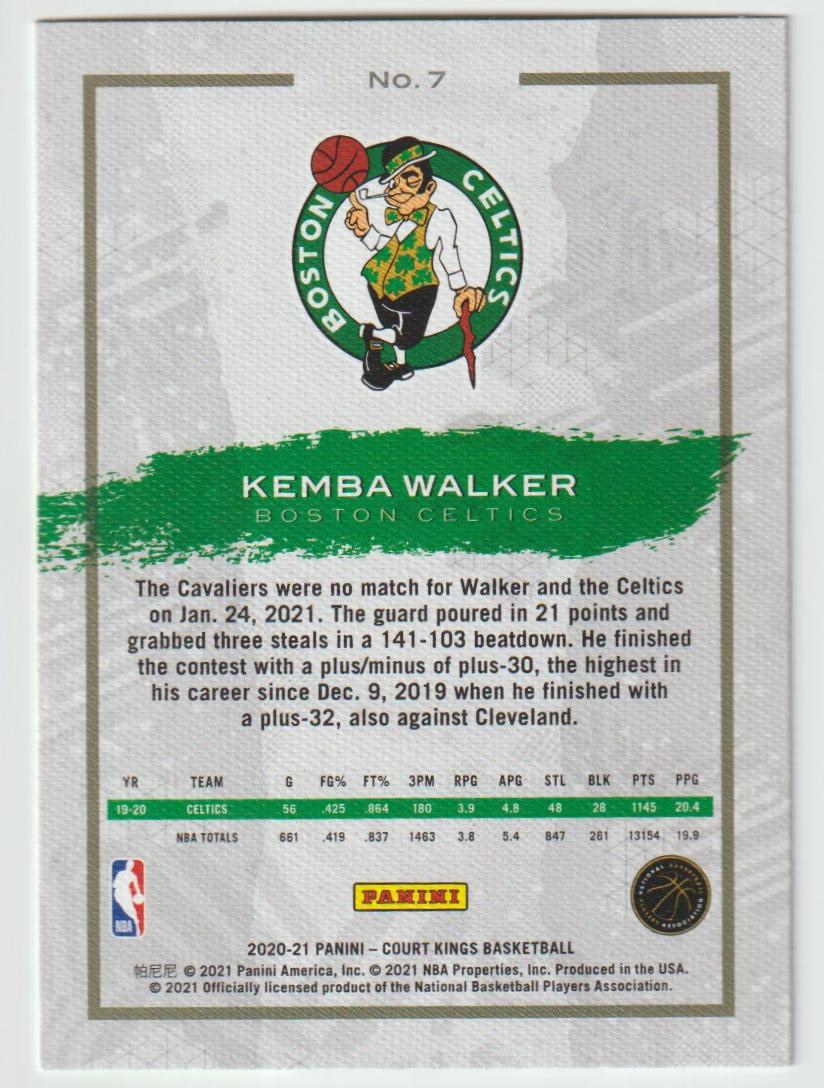 No. 7
BOSTON CELTICS
KEMBA WALKER
BOSTON CELTICS
The Cavaliers were no match for Walker and the Celtics
on Jan. 24, 2021. The guard poured in 21 points and
grabbed three steals in a 141-103 beatdown. He finished
the contest with a plus/minus of plus-30, the highest in
his career since Dec. 9, 2019 when he finished with
a plus-32, also against Cleveland.
YR TEAM G FG% FT% 3PM RPG APG STL BLK PTS PPG
19-20 CELTICS 56 .425 .864 180 3.9 4.8 48 28 1145 20.4
NBA TOTALS 661 .419 .837 1463 3.8 5.4 847 261 13154 19.9
NBA
PANINI
NATIONAL BASKETBALL PLAYERS ASSOCIATION
2020-21 PANINI – COURT KINGS BASKETBALL
帕尼尼 © 2021 Panini America, Inc. © 2021 NBA Properties, Inc. Produced in the USA.
© 2021 Officially licensed product of the National Basketball Players Association.